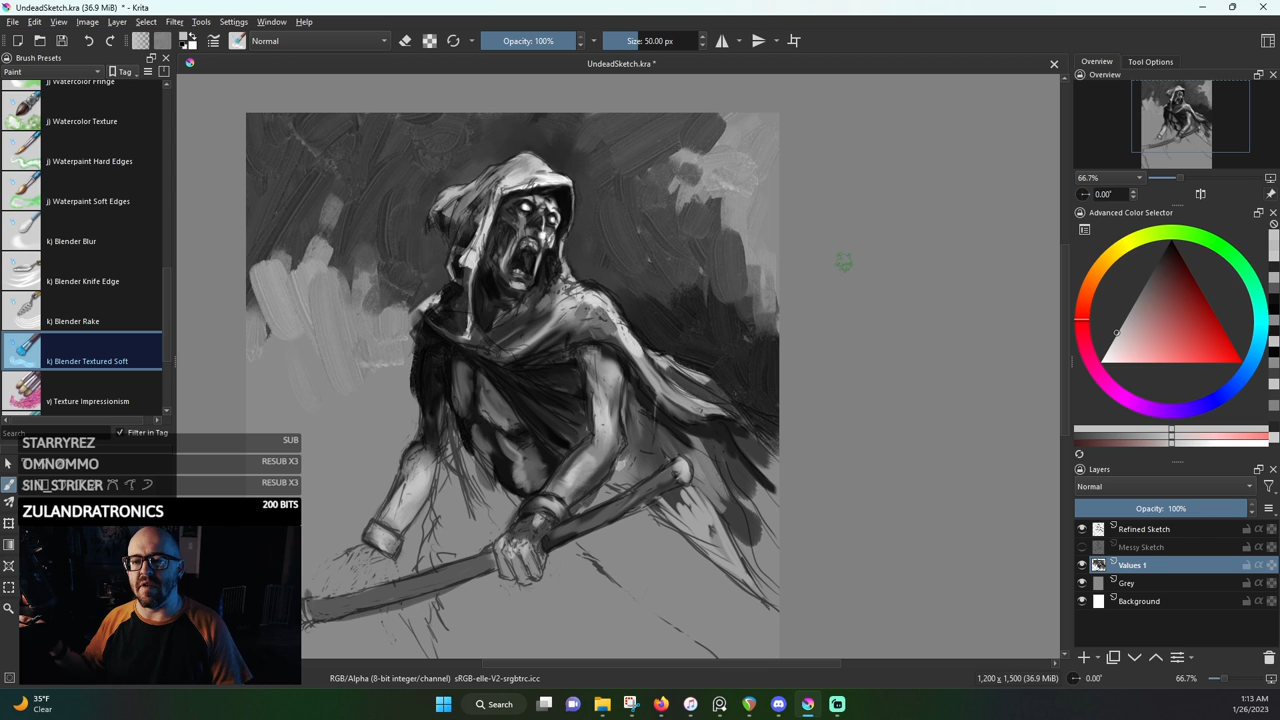 UndeadSketch (36.9 MiB) * - Krita
File Edit View Image Layer Select Filter Tools Settings Window Help
Normal
Opacity: 100%
Size: 50.00 px
Brush Presets
Paint
Tag
j) Watercolor Fringe
j) Watercolor Texture
j) Waterpaint Hard Edges
j) Waterpaint Soft Edges
k) Blender Blur
k) Blender Knife Edge
k) Blender Rake
k) Blender Textured Soft
v) Texture Impressionism
Search
Filter in Tag
UndeadSketch.kra *
Overview Tool Options
Overview
66.7%
0.00°
Advanced Color Selector
Layers
Normal
Opacity: 100%
Refined Sketch
Messy Sketch
Values 1
Grey
Background
STARRYREZ SUB
OMNOMMO RESUB X3
SIN_STRIKER RESUB X3
ZULANDRATRONICS 200 BITS
RGB/Alpha (8-bit integer/channel) sRGB-elle-V2-srgbtrc.icc
1,200 x 1,500 (36.9 MiB)
0.00°
66.7%
35°F
Clear
Search
1:13 AM
1/26/2023